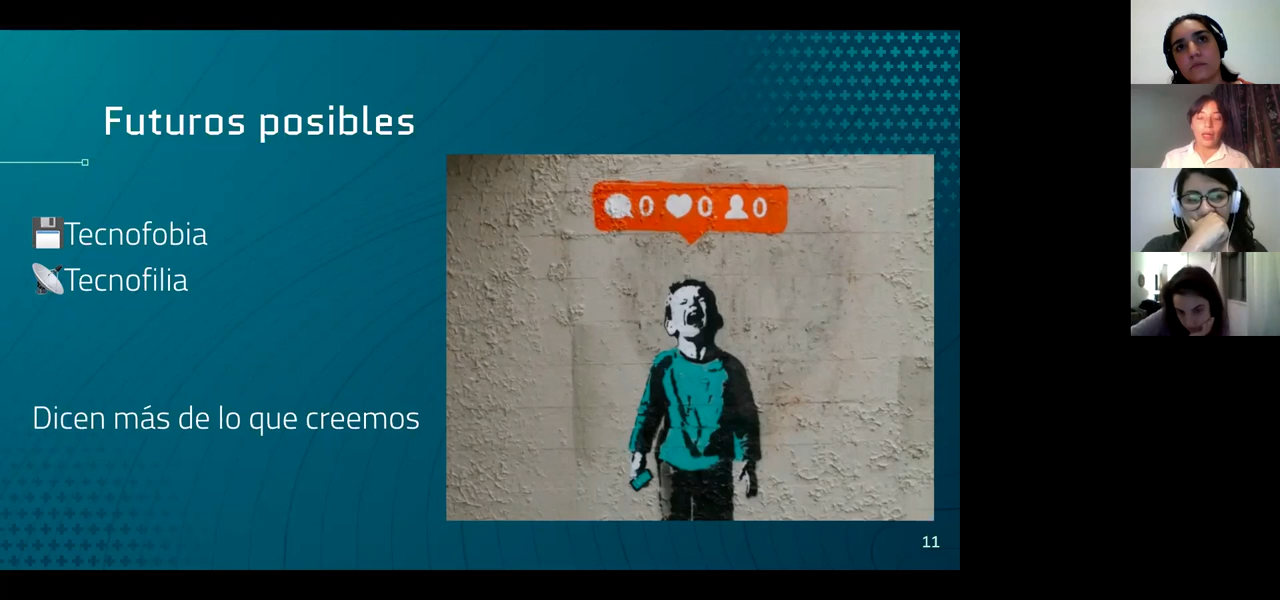 Futuros posibles
0 0 0
Tecnofobia
Tecnofilia
Dicen más de lo que creemos
11